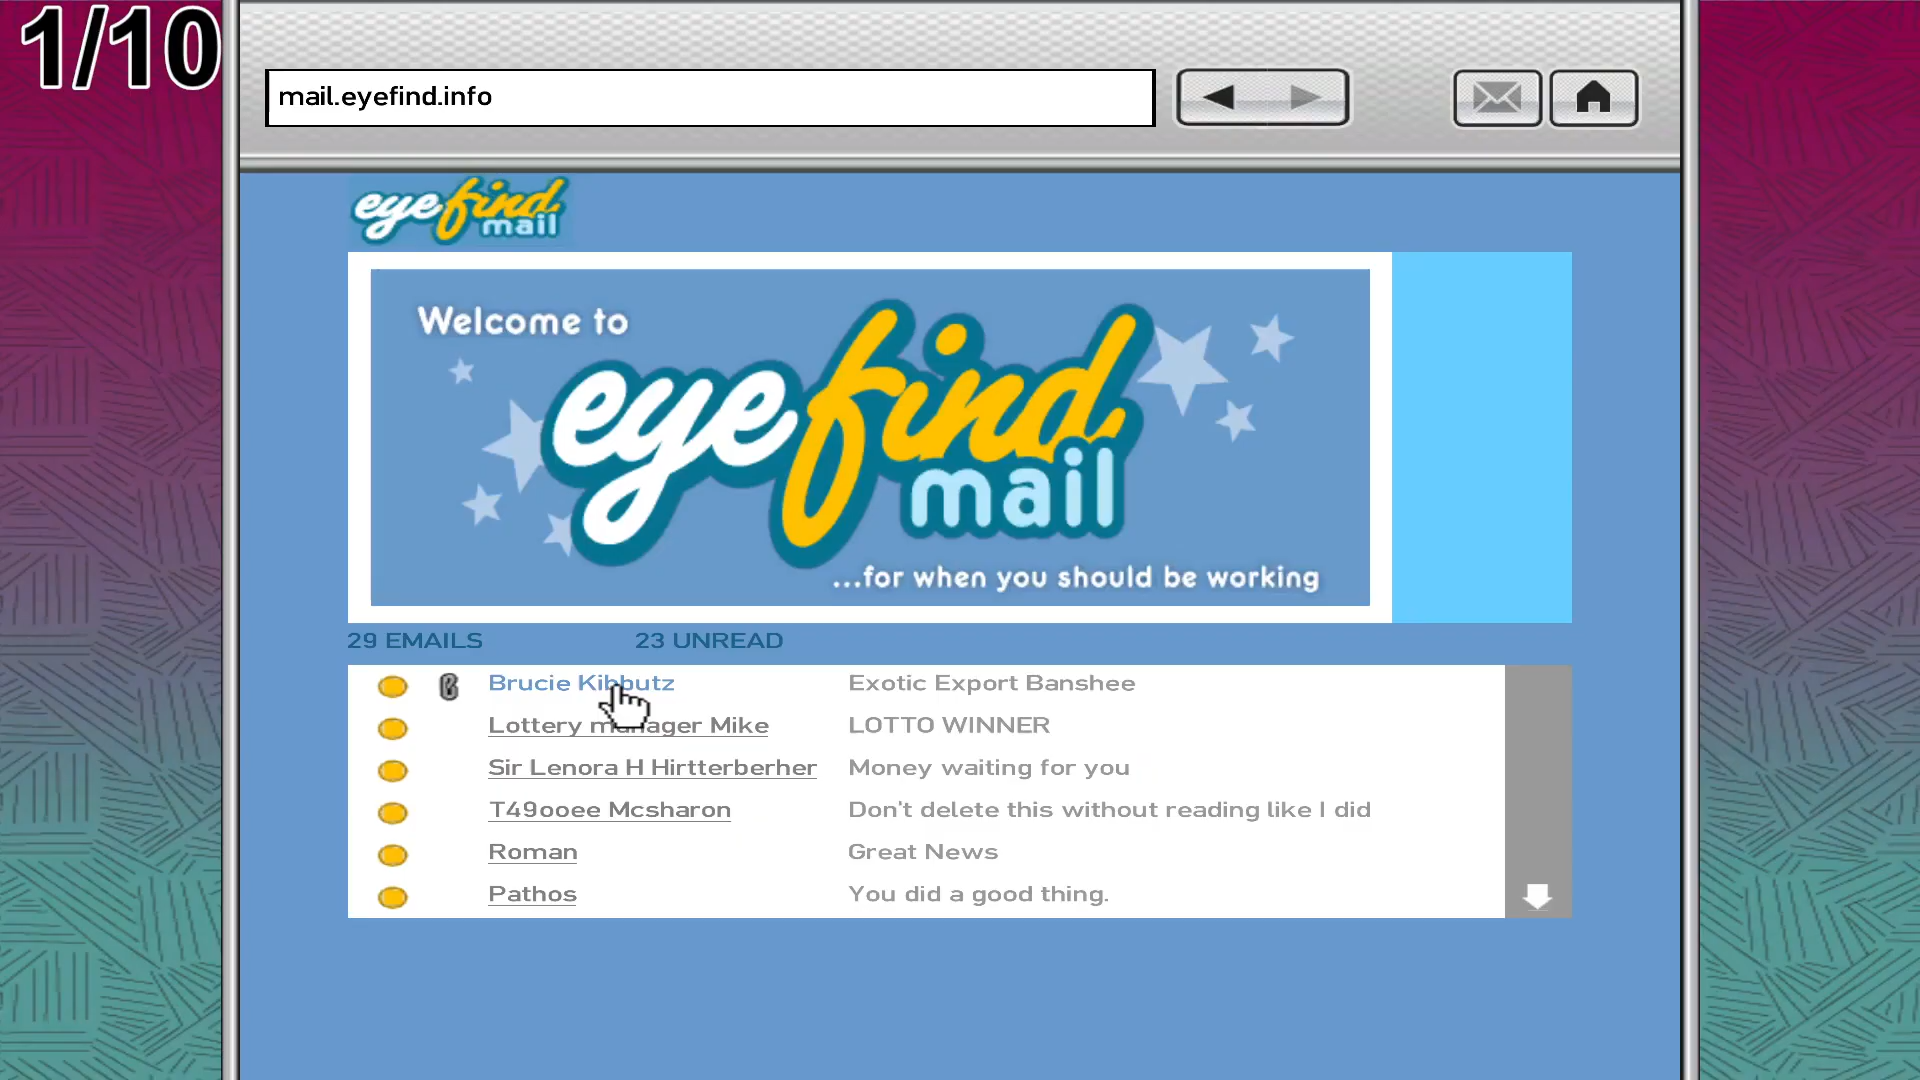 1/10
mail.eyefind.info
eyefind
mail
Welcome to
eyefind
mail
...for when you should be working
29 EMAILS 23 UNREAD
Brucie Kibbutz Exotic Export Banshee
Lottery manager Mike LOTTO WINNER
Sir Lenora H Hirtterberher Money waiting for you
T49ooee Mcsharon Don't delete this without reading like I did
Roman Great News
Pathos You did a good thing.